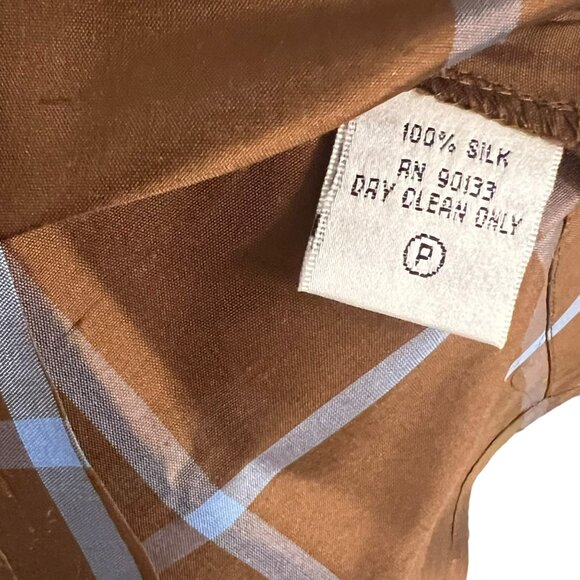 100% SILK
RN 90133
DRY CLEAN ONLY
P